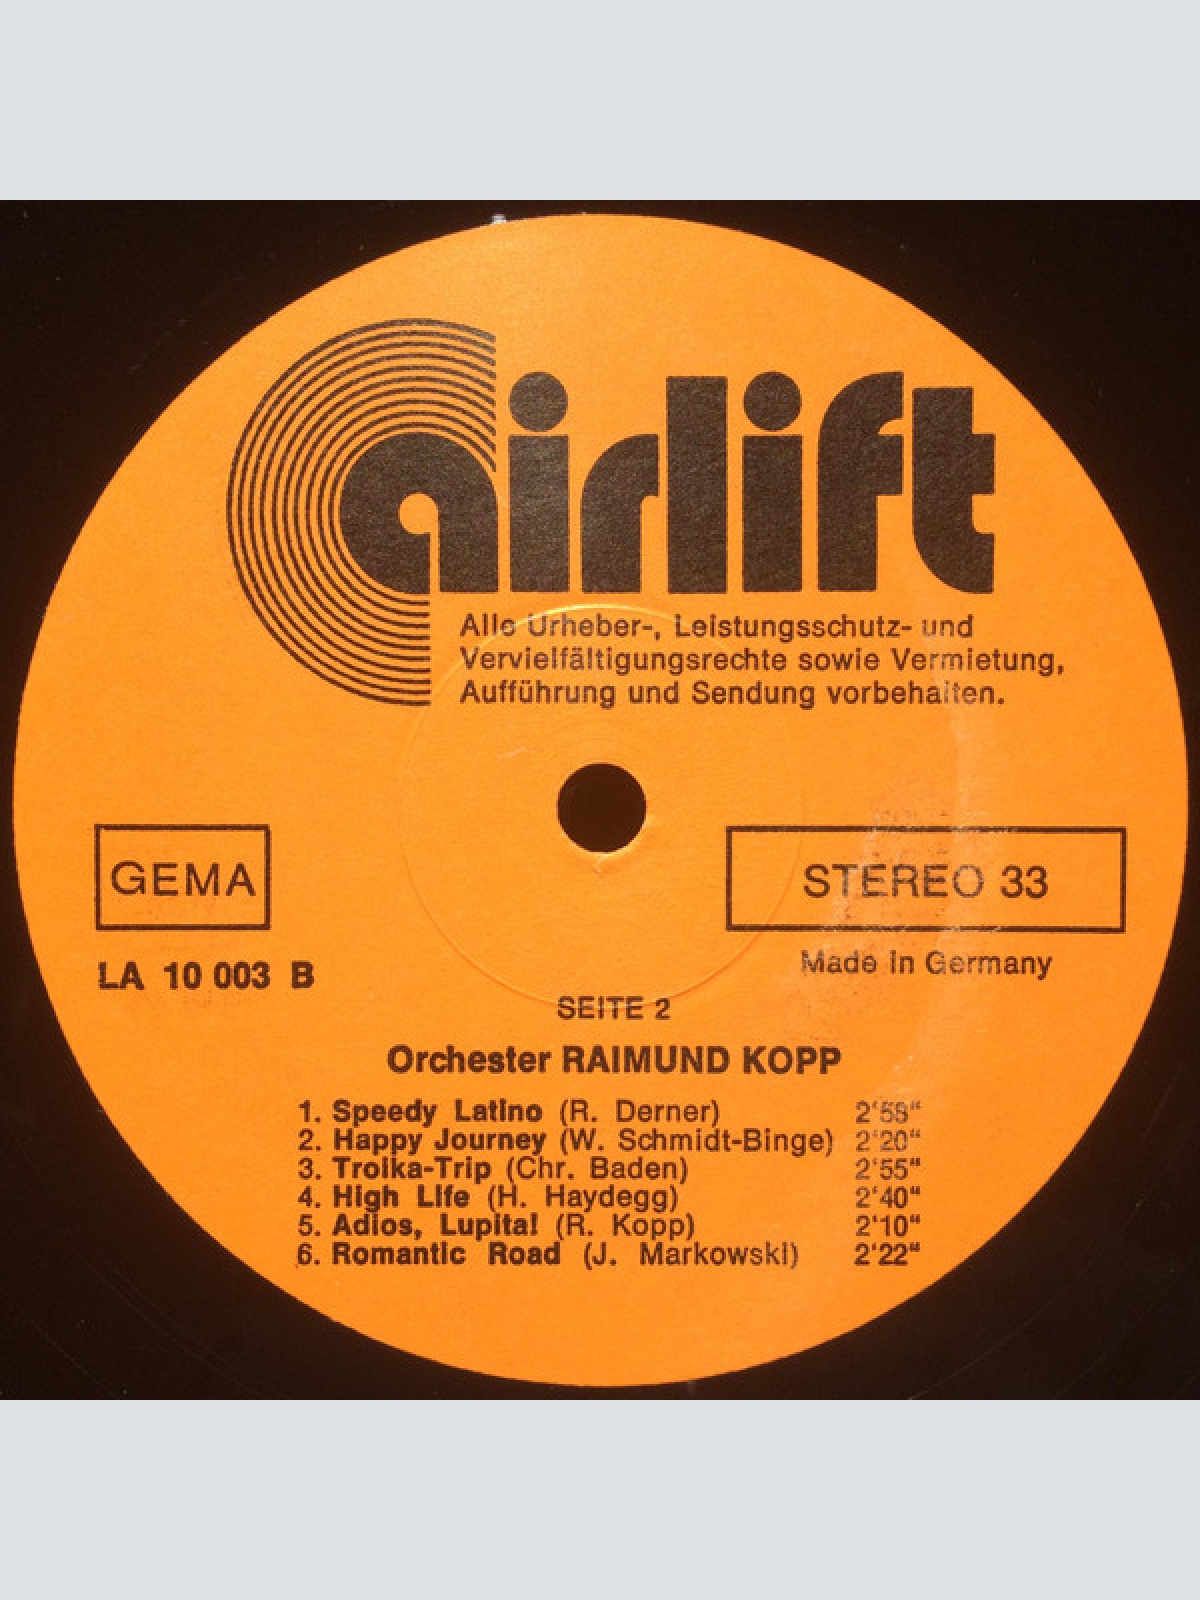 airlift
Alle Urheber-, Leistungsschutz- und
Vervielfältigungsrechte sowie Vermietung,
Aufführung und Sendung vorbehalten.
GEMA
STEREO 33
LA 10 003 B
Made in Germany
SEITE 2
Orchester RAIMUND KOPP
1. Speedy Latino (R. Derner) 2'58"
2. Happy Journey (W. Schmidt-Binge) 2'20"
3. Troika-Trip (Chr. Baden) 2'55"
4. High Life (H. Haydegg) 2'40"
5. Adios, Lupita! (R. Kopp) 2'10"
6. Romantic Road (J. Markowski) 2'22"